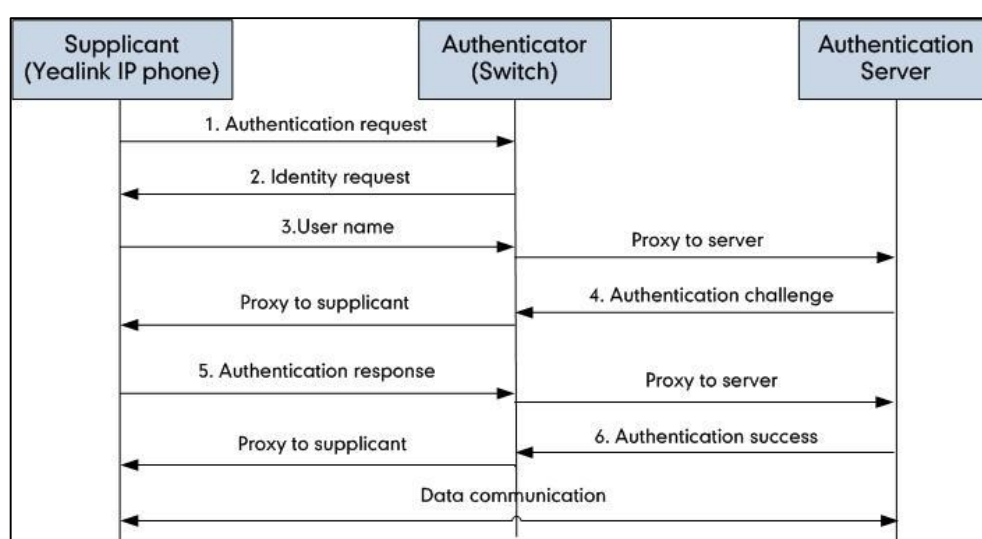 Supplicant
(Yealink IP phone)
Authenticator
(Switch)
Authentication
Server
1. Authentication request
2. Identity request
3.User name
Proxy to server
4. Authentication challenge
Proxy to supplicant
5. Authentication response
Proxy to server
6. Authentication success
Proxy to supplicant
Data communication